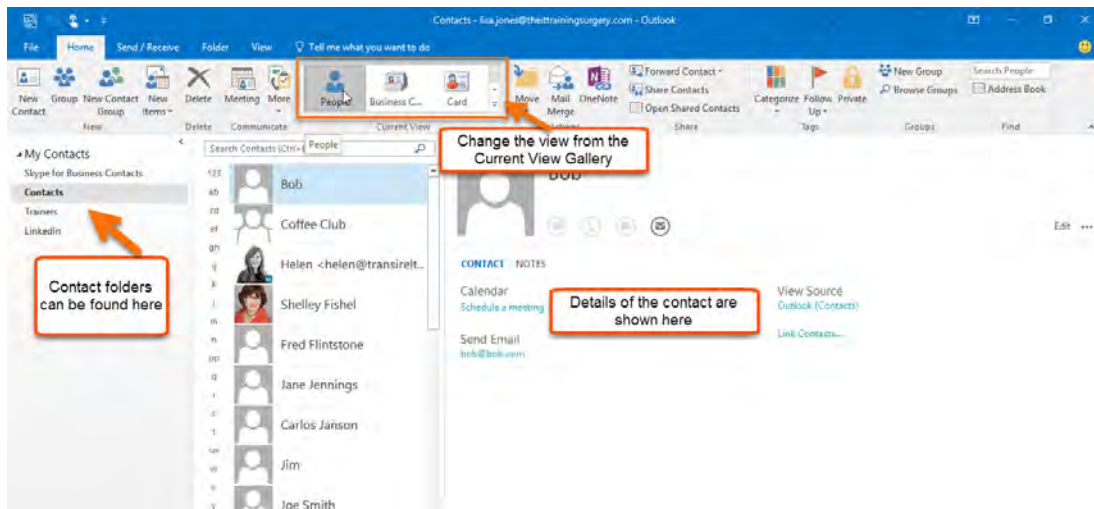 Contacts - lisa.jones@theittrainingsurgery.com - Outlook
File Home Send / Receive Folder View Tell me what you want to do
New Contact
Group
New Contact Group
New Items
Delete
Meeting
More
People
Business C...
Card
Move
Mail Merge
OneNote
Forward Contact
Share Contacts
Open Shared Contacts
Categorize
Follow Up
Private
New Group
Browse Groups
Search People
Address Book
New Delete Communicate Current View Share Tags Groups Find
People
Change the view from the
Current View Gallery
My Contacts
Skype for Business Contacts
Contacts
Trainers
LinkedIn
Contact folders
can be found here
Search Contacts (Ctrl+E
123
ab
cd
ef
gh
ij
k
l
m
n
op
q
r
s
t
uv
w
x
y
Bob
Coffee Club
Helen <helen@transireit...
Shelley Fishel
Fred Flintstone
Jane Jennings
Carlos Janson
Jim
Joe Smith
Bob
Edit ...
CONTACT NOTES
Calendar
Schedule a meeting
Send Email
bob@bob.com
Details of the contact are
shown here
View Source
Outlook (Contacts)
Link Contacts...